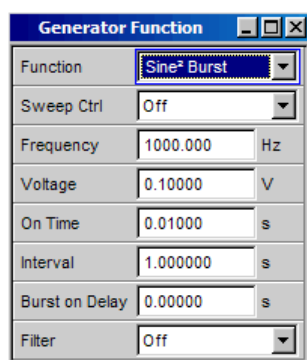 Generator Function
Function Sine² Burst
Sweep Ctrl Off
Frequency 1000.000 Hz
Voltage 0.10000 V
On Time 0.01000 s
Interval 1.000000 s
Burst on Delay 0.00000 s
Filter Off